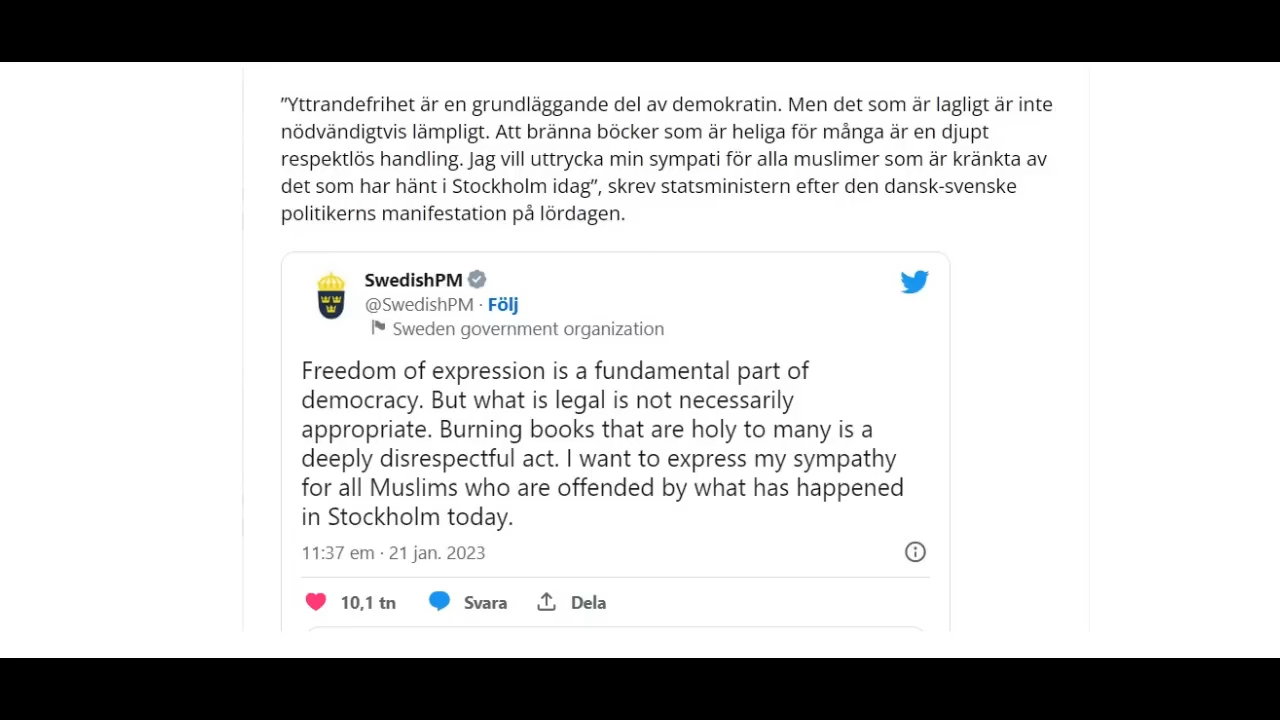 ”Yttrandefrihet är en grundläggande del av demokratin. Men det som är lagligt är inte
nödvändigtvis lämpligt. Att bränna böcker som är heliga för många är en djupt
respektlös handling. Jag vill uttrycka min sympati för alla muslimer som är kränkta av
det som har hänt i Stockholm idag”, skrev statsministern efter den dansk-svenske
politikerns manifestation på lördagen.
SwedishPM
@SwedishPM · Följ
Sweden government organization
Freedom of expression is a fundamental part of
democracy. But what is legal is not necessarily
appropriate. Burning books that are holy to many is a
deeply disrespectful act. I want to express my sympathy
for all Muslims who are offended by what has happened
in Stockholm today.
11:37 em · 21 jan. 2023
10,1 tn Svara Dela